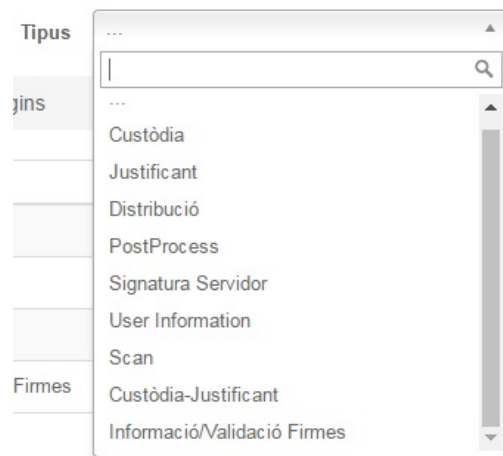 Tipus ...
...
gins
Custòdia
Justificant
Distribució
PostProcess
Signatura Servidor
User Information
Scan
Firmes
Custòdia-Justificant
Informació/Validació Firmes